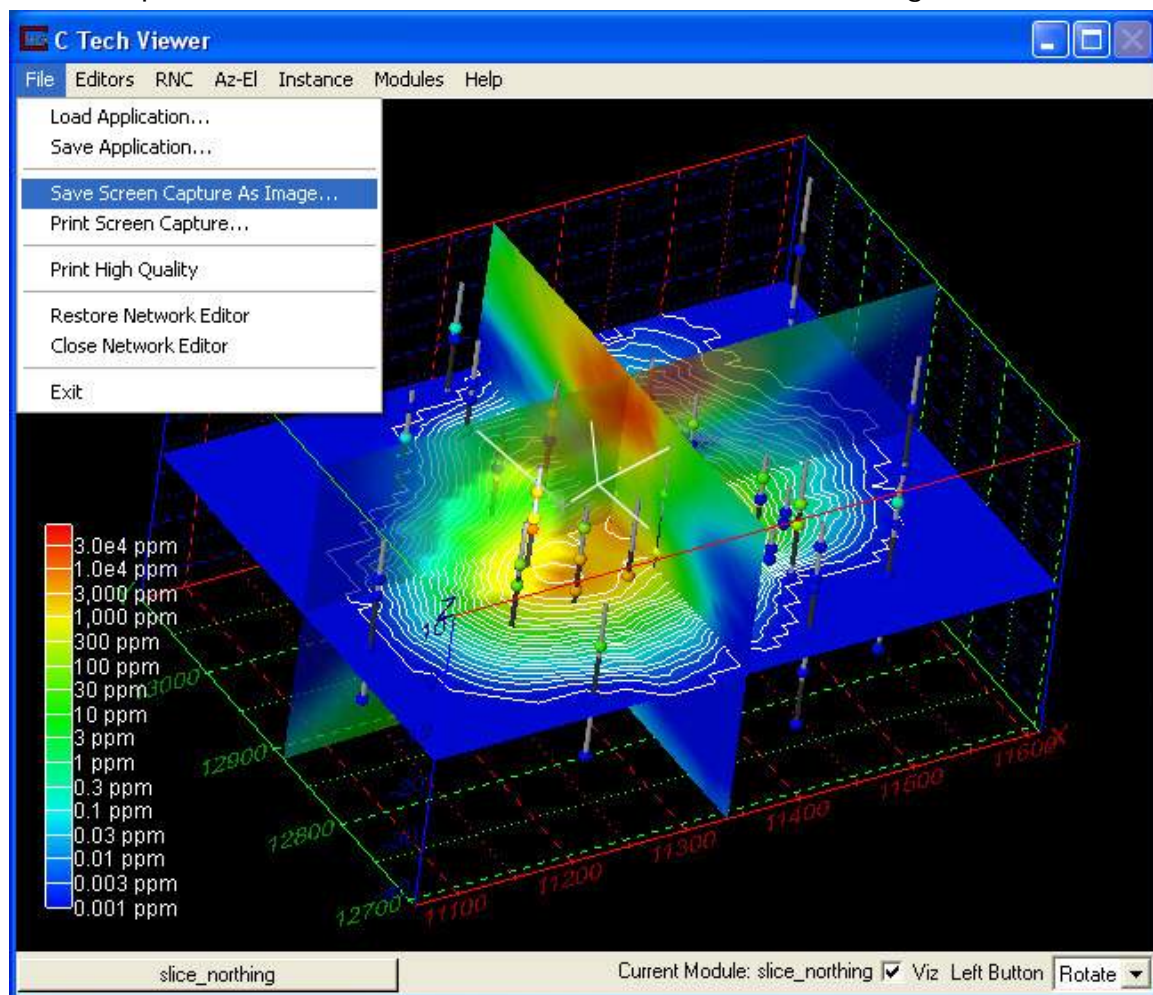 C Tech Viewer
File Editors RNC Az-El Instance Modules Help
Load Application...
Save Application...
Save Screen Capture As Image...
Print Screen Capture...
Print High Quality
Restore Network Editor
Close Network Editor
Exit
3.0e4 ppm
1.0e4 ppm
3,000 ppm
1,000 ppm
300 ppm
100 ppm
30 ppm
10 ppm
3 ppm
1 ppm
0.3 ppm
0.1 ppm
0.03 ppm
0.01 ppm
0.003 ppm
0.001 ppm
Z
10
12900
12800
12700
11100
11200
11300
11400
11500
11600
X
slice_northing
Current Module: slice_northing Viz Left Button Rotate